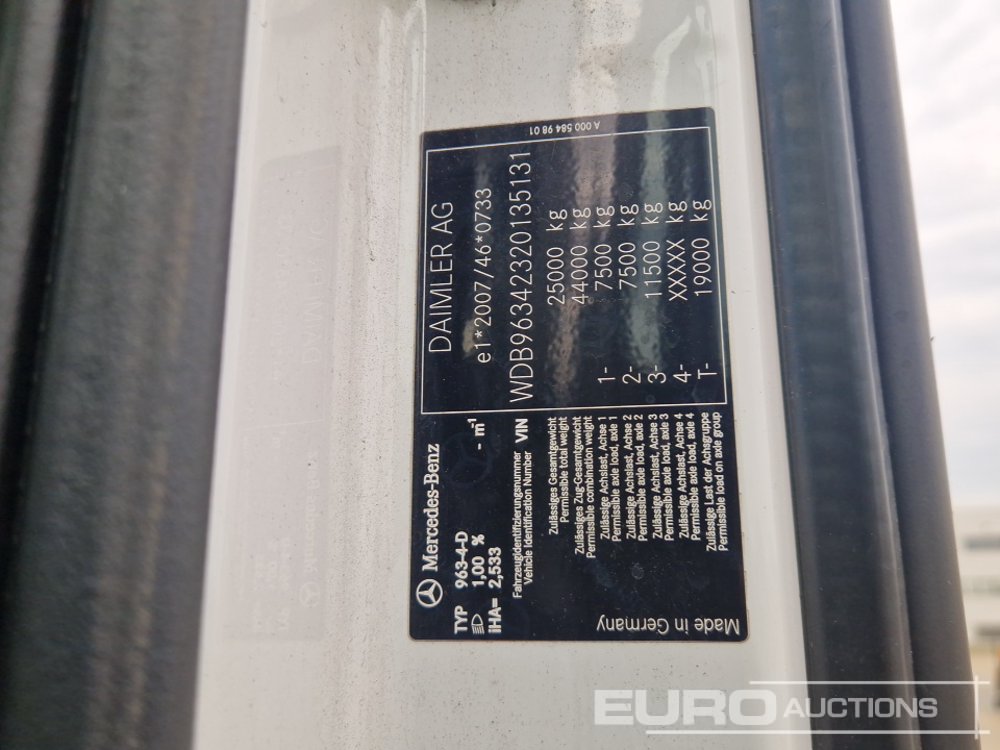 Mercedes-Benz
DAIMLER AG
TYP 963-4-D
1,00 %
iHA= 2,533 - m⁻¹
e1*2007/46*0733
Fahrzeugidentifizierungsnummer
Vehicle Identification Number
VIN WDB96342320135131
Zulässiges Gesamtgewicht
Permissible total weight
25000 kg
Zulässiges Zug-Gesamtgewicht
Permissible combination weight
44000 kg
Zulässige Achslast, Achse 1
Permissible axle load, axle 1
1- 7500 kg
Zulässige Achslast, Achse 2
Permissible axle load, axle 2
2- 7500 kg
Zulässige Achslast, Achse 3
Permissible axle load, axle 3
3- 11500 kg
Zulässige Achslast, Achse 4
Permissible axle load, axle 4
4- XXXXX kg
Zulässige Last der Achsgruppe
Permissible load on axle group
T- 19000 kg
Made in Germany
A 000 584 98 01
EURO AUCTIONS